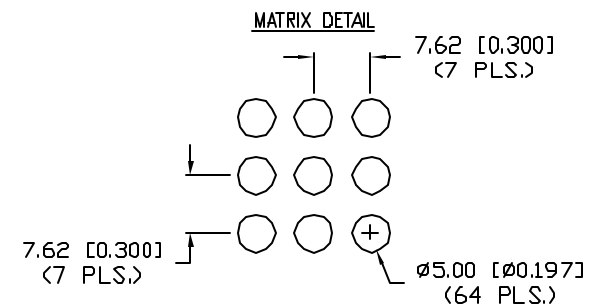 MATRIX DETAIL
7.62 [0.300]
(7 PLS.)
7.62 [0.300]
(7 PLS.)
Ø5.00 [Ø0.197]
(64 PLS.)